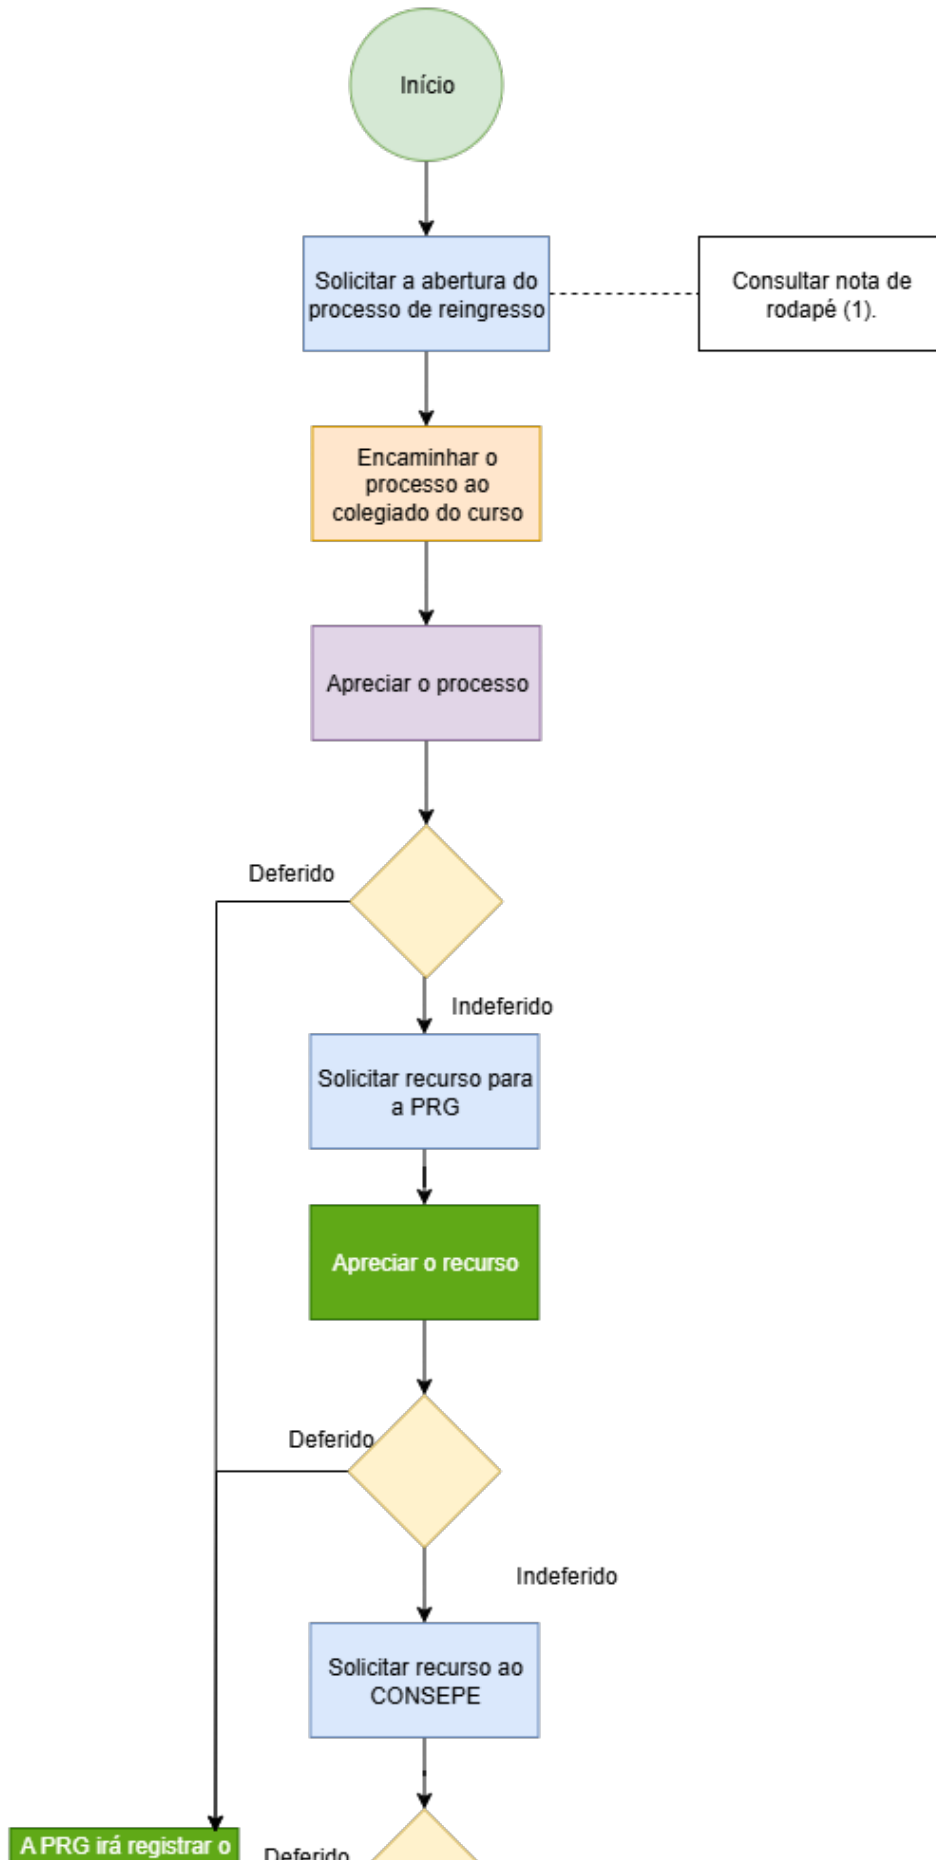 Início
Solicitar a abertura do
processo de reingresso
Consultar nota de
rodapé (1).
Encaminhar o
processo ao
colegiado do curso
Apreciar o processo
Deferido
Indeferido
Solicitar recurso para
a PRG
Apreciar o recurso
Deferido
Indeferido
Solicitar recurso ao
CONSEPE
A PRG irá registrar o
Deferido